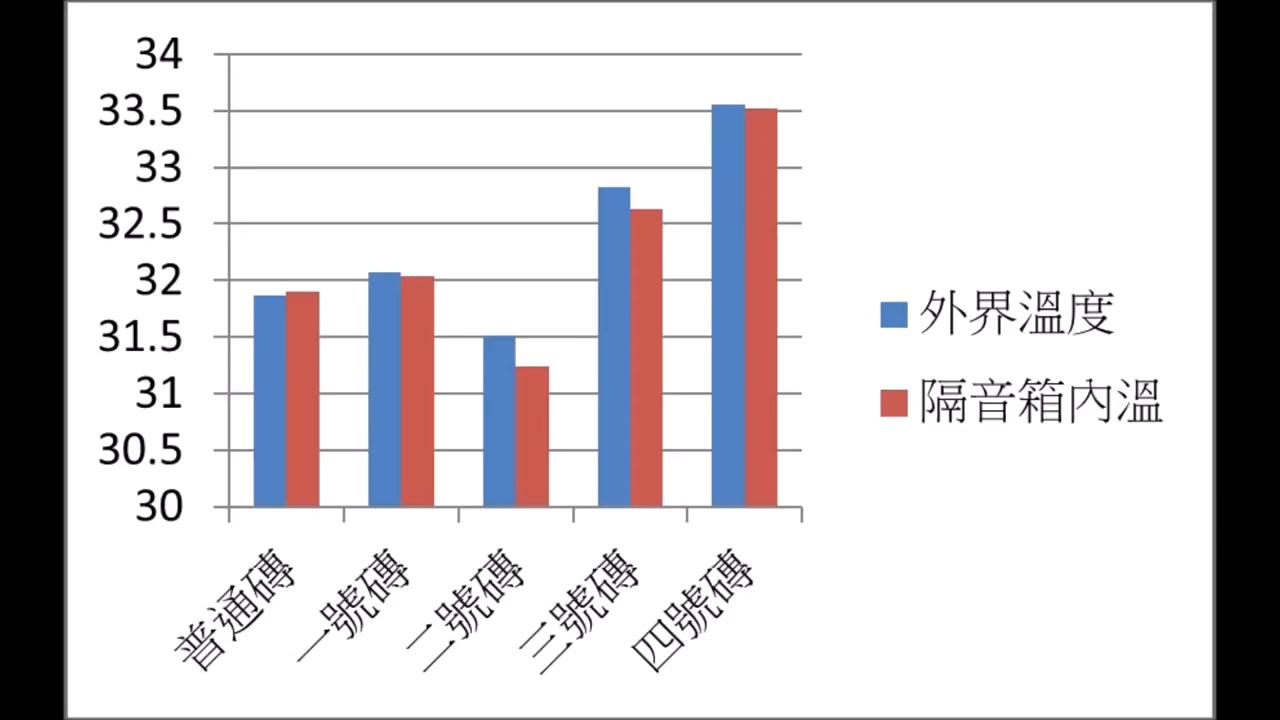 34
33.5
33
32.5
32
31.5
31
30.5
30
普通磚
一號磚
二號磚
三號磚
四號磚
外界溫度
隔音箱內溫